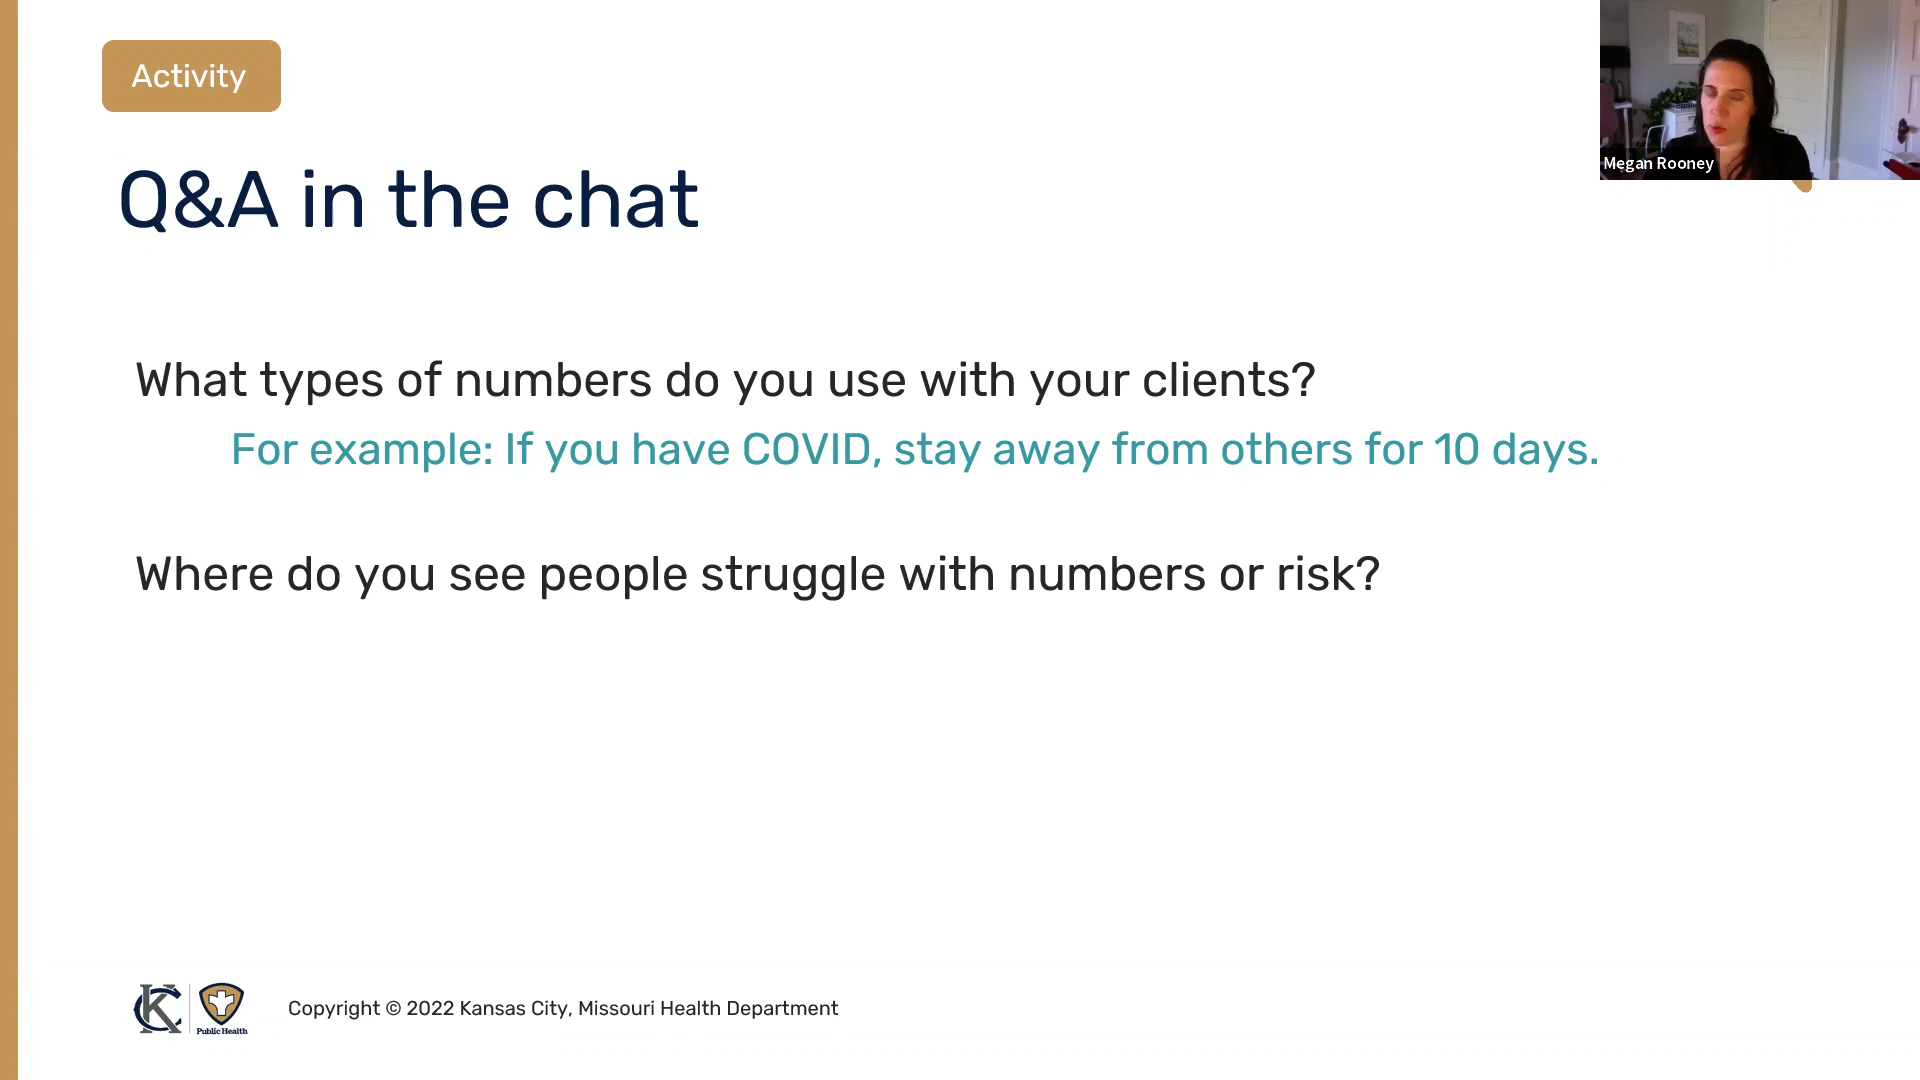 Activity
Megan Rooney
Q&A in the chat
What types of numbers do you use with your clients?
For example: If you have COVID, stay away from others for 10 days.
Where do you see people struggle with numbers or risk?
KC
Public Health
Copyright © 2022 Kansas City, Missouri Health Department